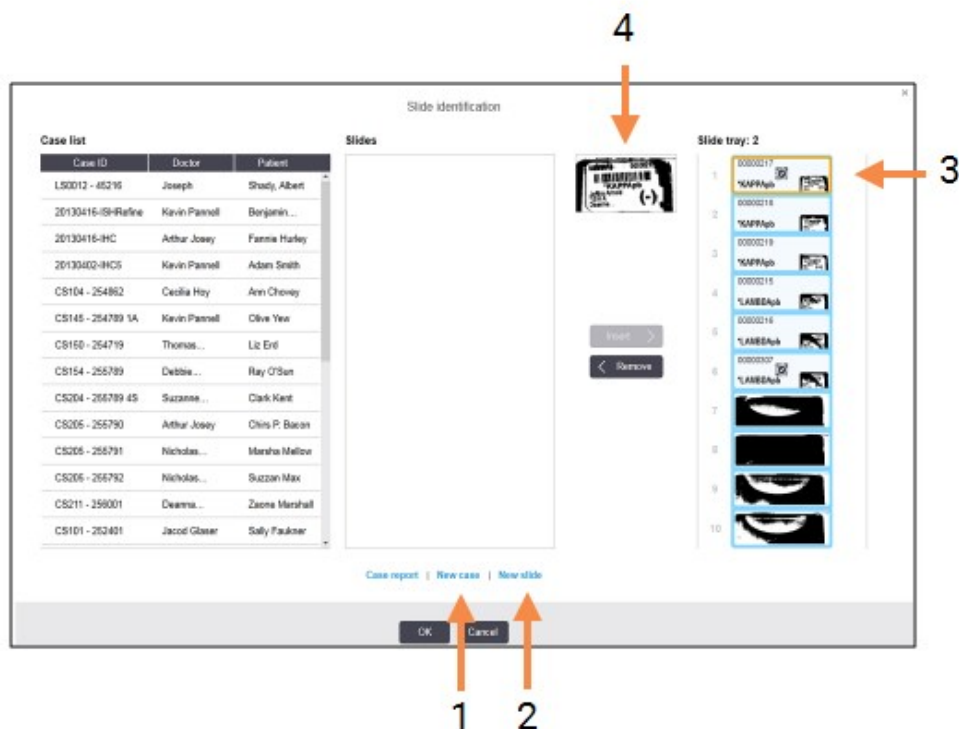 4
Slide identification
Case list
Slides
Slide tray: 2
Case ID Doctor Patient
LS0012 - 45216 Joseph Shady, Albert
20130416-ISHRefine Kevin Pannell Benjamin...
20130416-IHC Arthur Josey Fannie Hurley
20130402-IHC5 Kevin Pannell Adam Smith
CS104 - 254862 Cecilia Hoy Ann Chovey
CS145 - 254789 1A Kevin Pannell Olive Yew
CS150 - 254719 Thomas... Liz Erd
CS154 - 255789 Debbie... Ray O'Sun
CS204 - 255789 4S Suzanne... Clark Kent
CS205 - 255790 Arthur Josey Chris P. Bacon
CS205 - 255791 Nicholas... Marsha Mellow
CS205 - 255792 Nicholas... Suzzan Max
CS211 - 256001 Deanna... Zaone Marshall
CS101 - 252401 Jacod Glaser Sally Faukner
*KAPPApb
(-)
Insert >
< Remove
1
00000217
*KAPPApb
2
00000218
*KAPPApb
3
00000219
*KAPPApb
4
00000215
*LAMBDApb
5
00000216
*LAMBDApb
6
00000307
*LAMBDApb
7
8
9
10
3
Case report | New case | New slide
OK Cancel
1 2